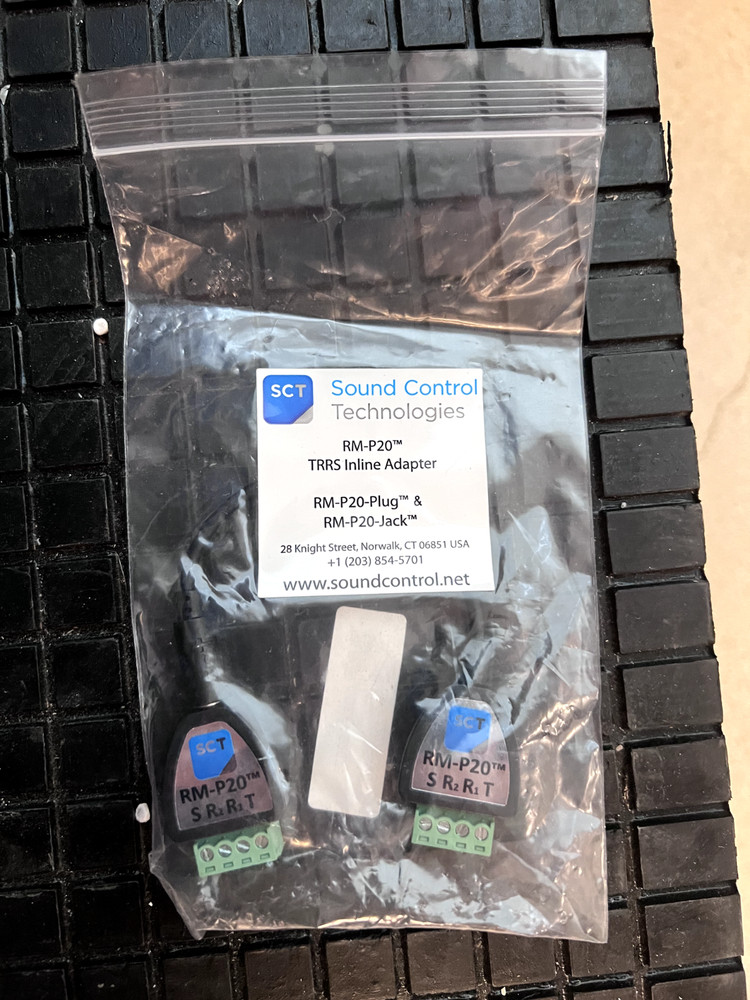 SCT
Sound Control
Technologies
RM-P20™
TRRS Inline Adapter
RM-P20-Plug™ &
RM-P20-Jack™
28 Knight Street, Norwalk, CT 06851 USA
+1 (203) 854-5701
www.soundcontrol.net
SCT
RM-P20™
S R₂ R₁ T
SCT
RM-P20™
S R₂ R₁ T